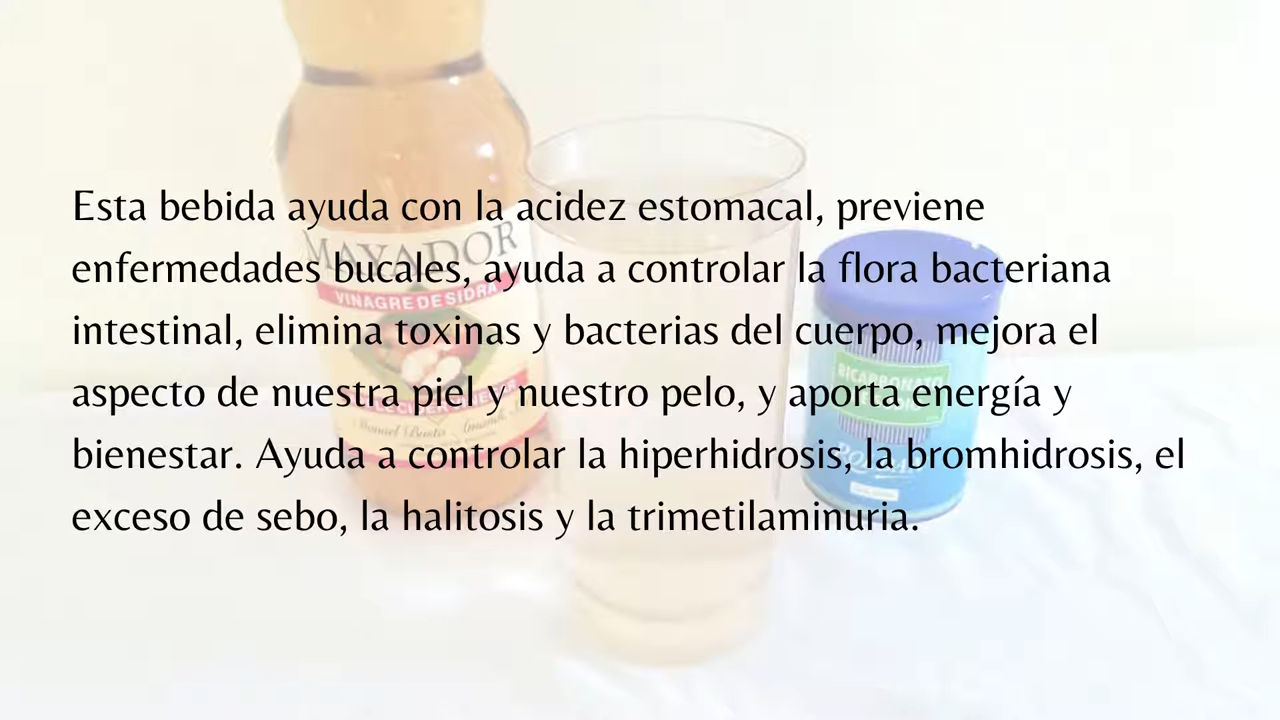 Esta bebida ayuda con la acidez estomacal, previene
enfermedades bucales, ayuda a controlar la flora bacteriana
intestinal, elimina toxinas y bacterias del cuerpo, mejora el
aspecto de nuestra piel y nuestro pelo, y aporta energía y
bienestar. Ayuda a controlar la hiperhidrosis, la bromhidrosis, el
exceso de sebo, la halitosis y la trimetilaminuria.
MAYADOR
VINAGRE DE SIDRA
BICARBONATO